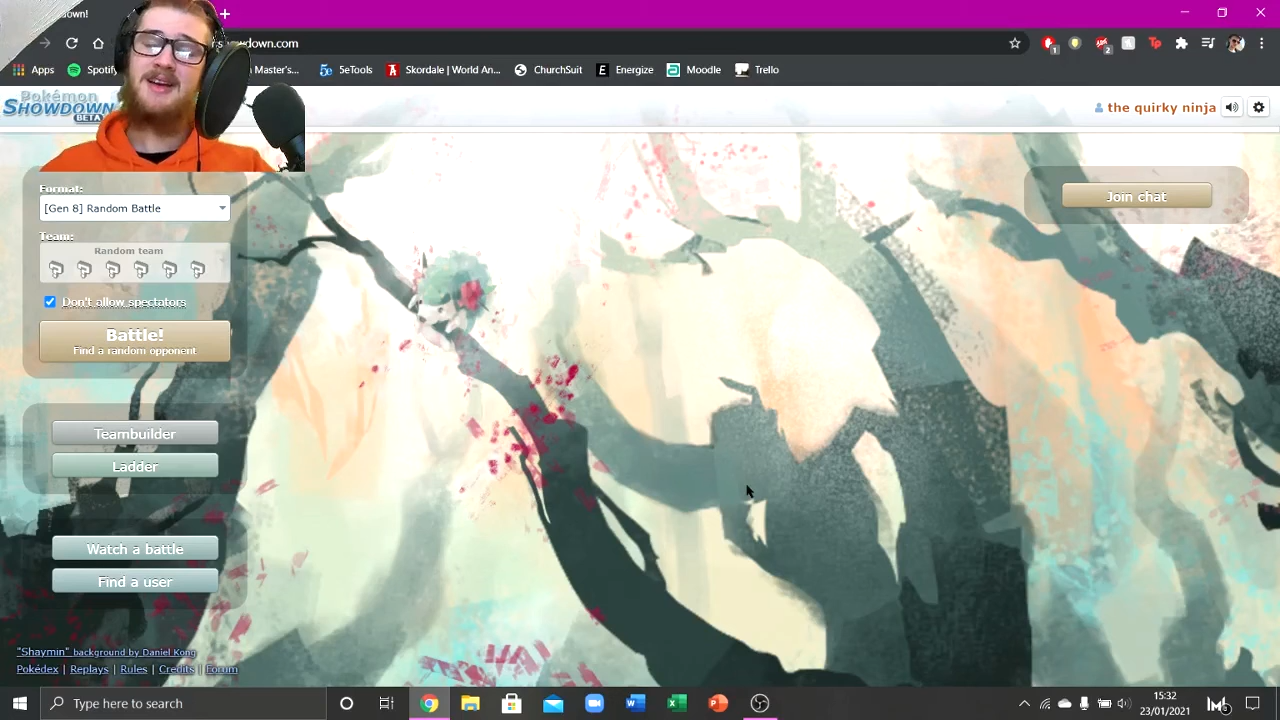 down!
showdown.com
Apps
Spotify
Master's...
5eTools
Skordale | World An...
ChurchSuit
Energize
Moodle
Trello
Pokémon
SHOWDOWN
BETA
the quirky ninja
Format:
[Gen 8] Random Battle
Team:
Random team
Don't allow spectators
Battle!
Find a random opponent
Join chat
Teambuilder
Ladder
Watch a battle
Find a user
"Shaymin" background by Daniel Kong
Pokédex | Replays | Rules | Credits | Forum
Type here to search
15:32
23/01/2021